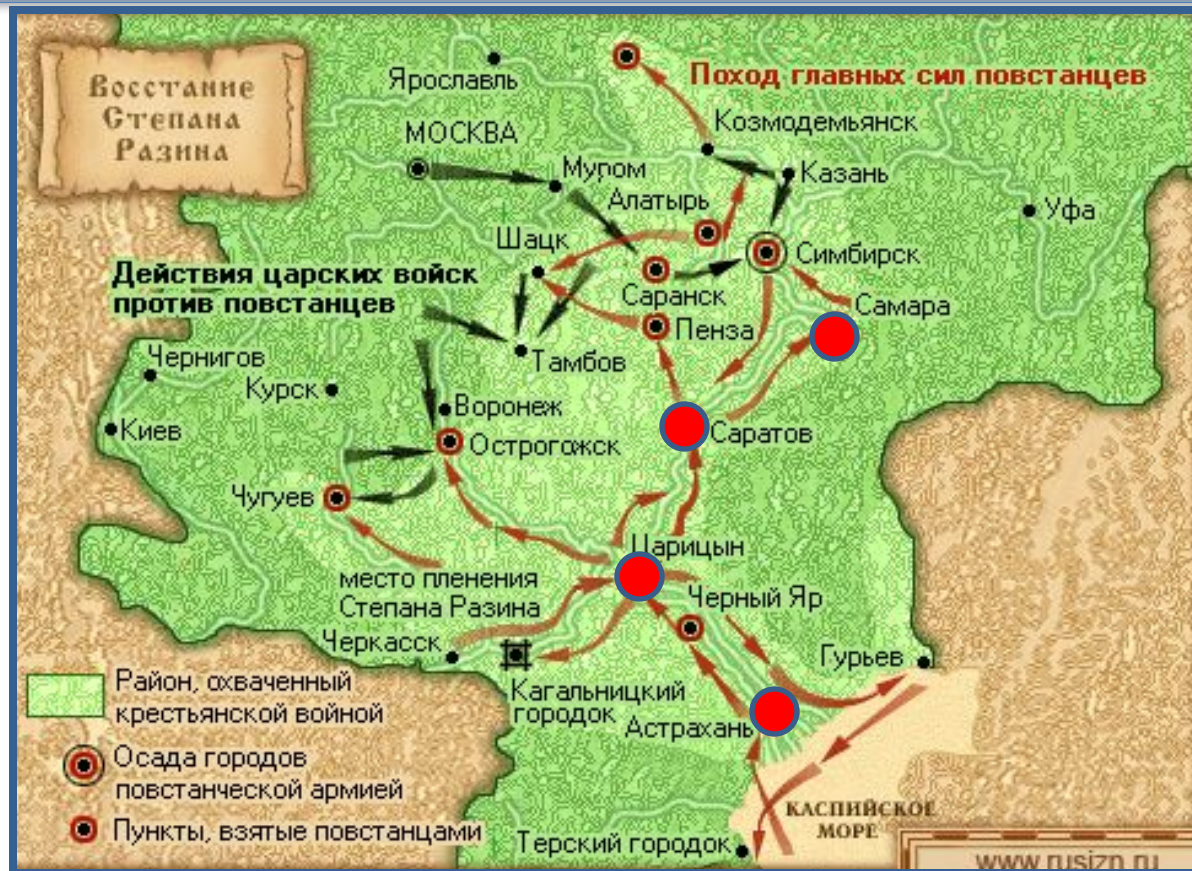 Восстание
Степана
Разина
Ярославль
Поход главных сил повстанцев
МОСКВА
Козмодемьянск
Муром
Казань
Алатырь
Уфа
Шацк
Симбирск
Действия царских войск
против повстанцев
Саранск
Самара
Пенза
Чернигов
Тамбов
Курск
Воронеж
Киев
Острогожск
Саратов
Чугуев
Царицын
место пленения
Степана Разина
Черный Яр
Черкасск
Гурьев
Кагальницкий
городок
Астрахань
Район, охваченный
крестьянской войной
Осада городов
повстанческой армией
Пункты, взятые повстанцами
КАСПИЙСКОЕ
МОРЕ
Терский городок
www.rusizn.ru